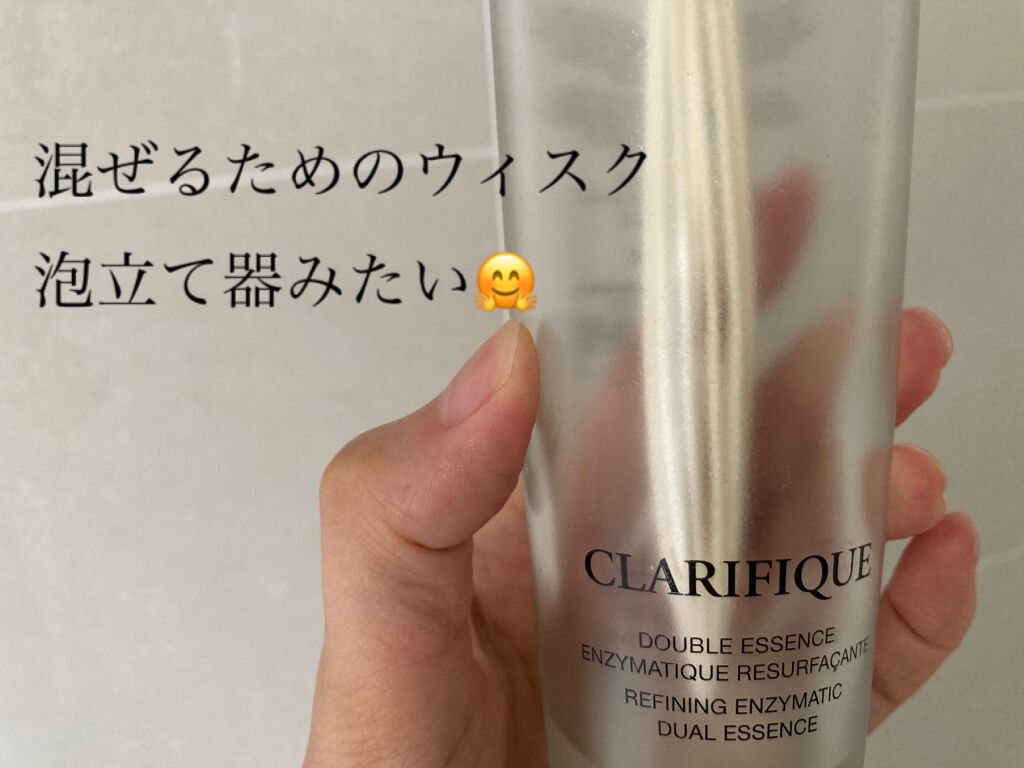 混ぜるためのウィスク
泡立て器みたい🤗
CLARIFIQUE
DOUBLE ESSENCE
ENZYMATIQUE RESURFAÇANTE
REFINING ENZYMATIC
DUAL ESSENCE